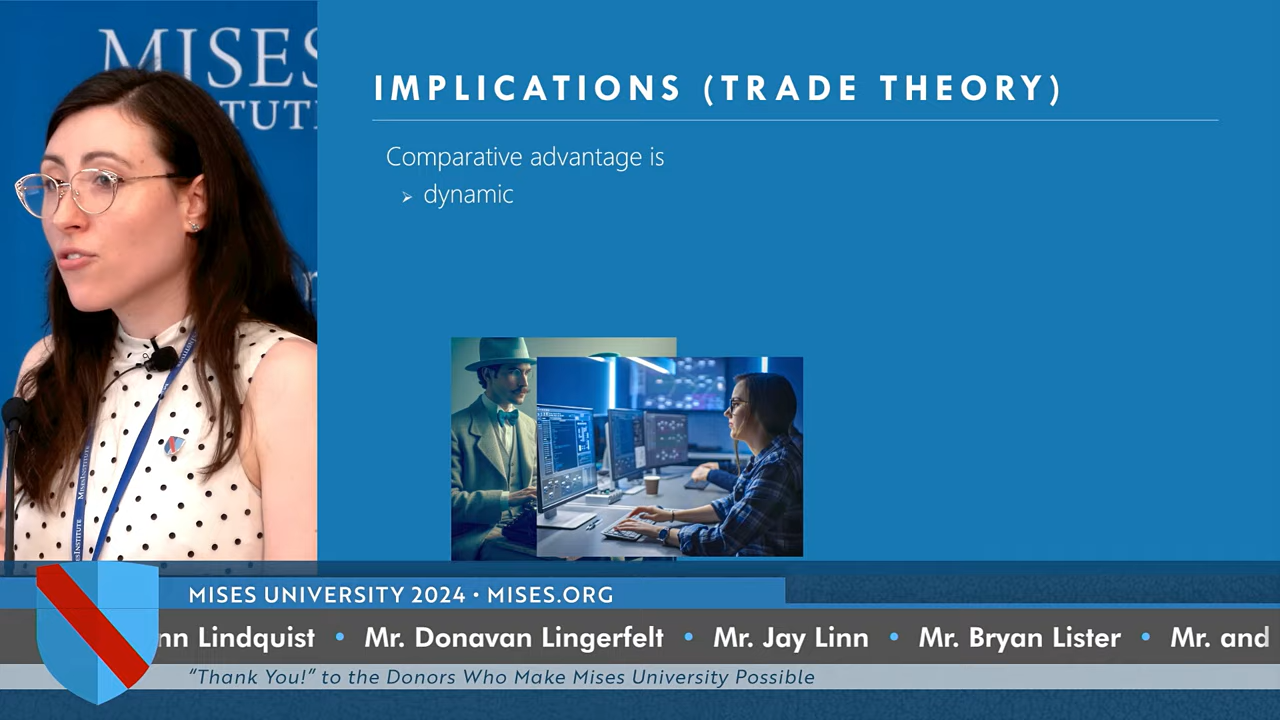 MISES
IMPLICATIONS (TRADE THEORY)
Comparative advantage is
➢ dynamic
MISES UNIVERSITY 2024 • MISES.ORG
Lindquist • Mr. Donavan Lingerfelt • Mr. Jay Linn • Mr. Bryan Lister • Mr. and
“Thank You!” to the Donors Who Make Mises University Possible